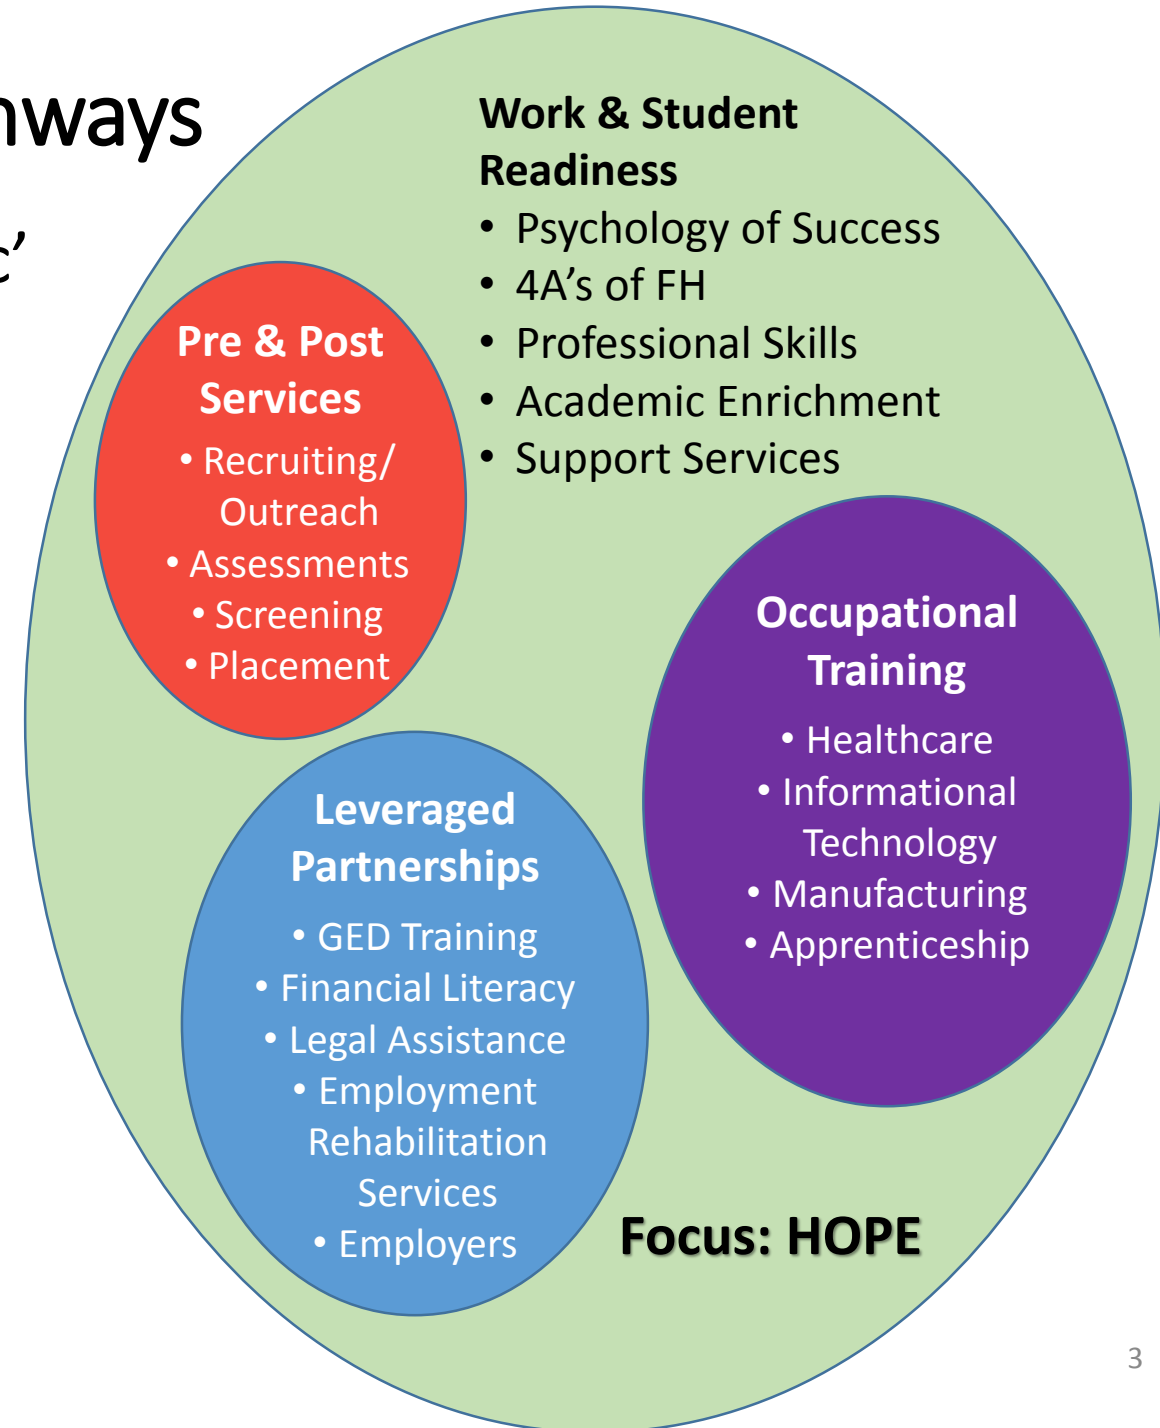 hways
c’
Work & Student
Readiness
• Psychology of Success
• 4A’s of FH
• Professional Skills
• Academic Enrichment
• Support Services
Pre & Post
Services
• Recruiting/
Outreach
• Assessments
• Screening
• Placement
Occupational
Training
• Healthcare
• Informational
Technology
• Manufacturing
• Apprenticeship
Leveraged
Partnerships
• GED Training
• Financial Literacy
• Legal Assistance
• Employment
Rehabilitation
Services
• Employers
Focus: HOPE
3